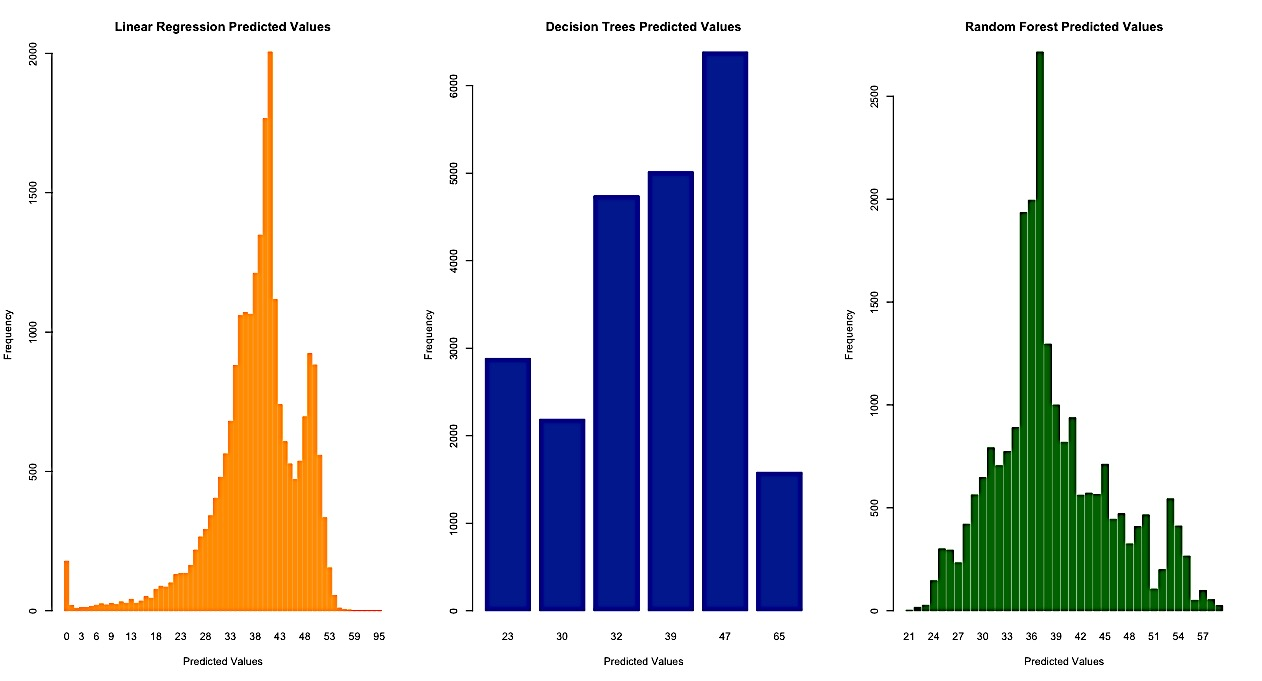 Linear Regression Predicted Values
Frequency
2000
1500
1000
500
0
0 3 6 9 13 18 23 28 33 38 43 48 53 59 95
Predicted Values
Decision Trees Predicted Values
Frequency
6000
5000
4000
3000
2000
1000
0
23 30 32 39 47 65
Predicted Values
Random Forest Predicted Values
Frequency
2500
2000
1500
1000
500
0
21 24 27 30 33 36 39 42 45 48 51 54 57
Predicted Values